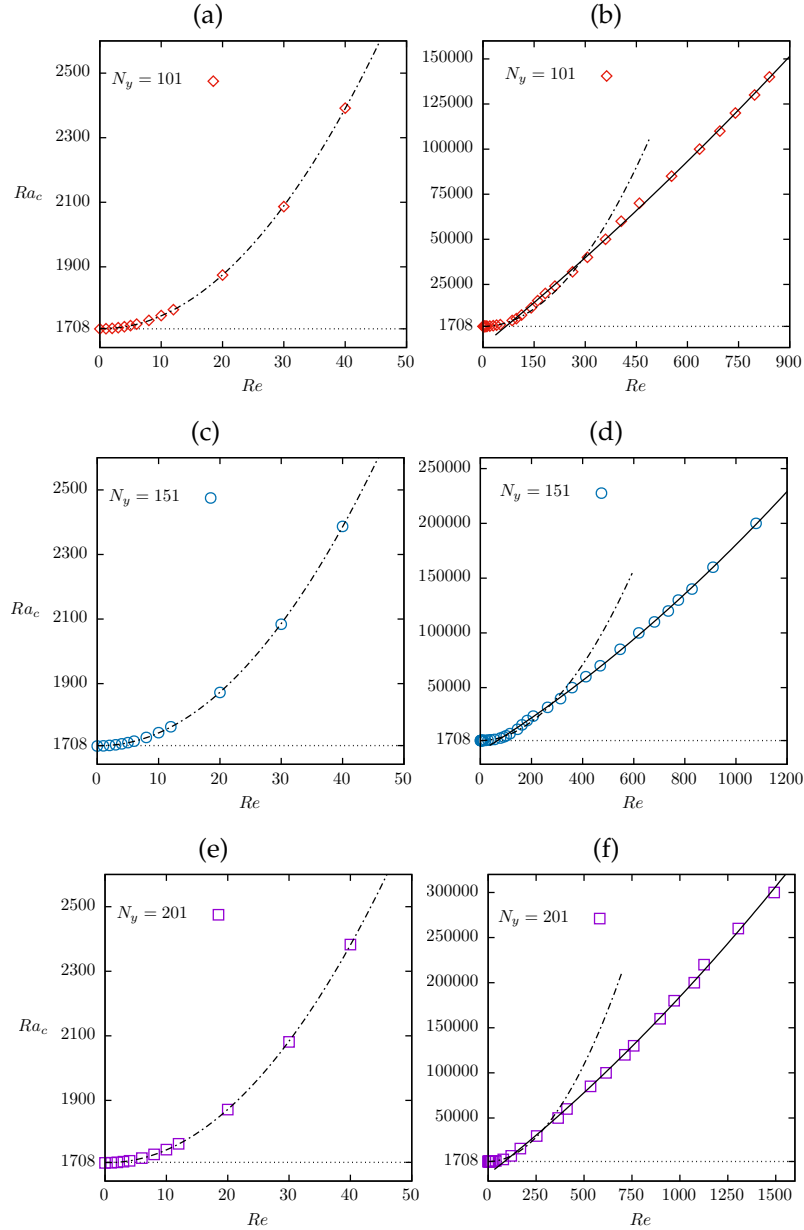 (a) (b)
2500
2300
2100
1900
1708
Ra_c
N_y = 101
0 10 20 30 40 50
Re
150000
125000
100000
75000
50000
25000
1708
N_y = 101
0 150 300 450 600 750 900
Re
(c) (d)
2500
2300
2100
1900
1708
Ra_c
N_y = 151
0 10 20 30 40 50
Re
250000
200000
150000
100000
50000
1708
N_y = 151
0 200 400 600 800 1000 1200
Re
(e) (f)
2500
2300
2100
1900
1708
Ra_c
N_y = 201
0 10 20 30 40 50
Re
300000
250000
200000
150000
100000
50000
1708
N_y = 201
0 250 500 750 1000 1250 1500
Re